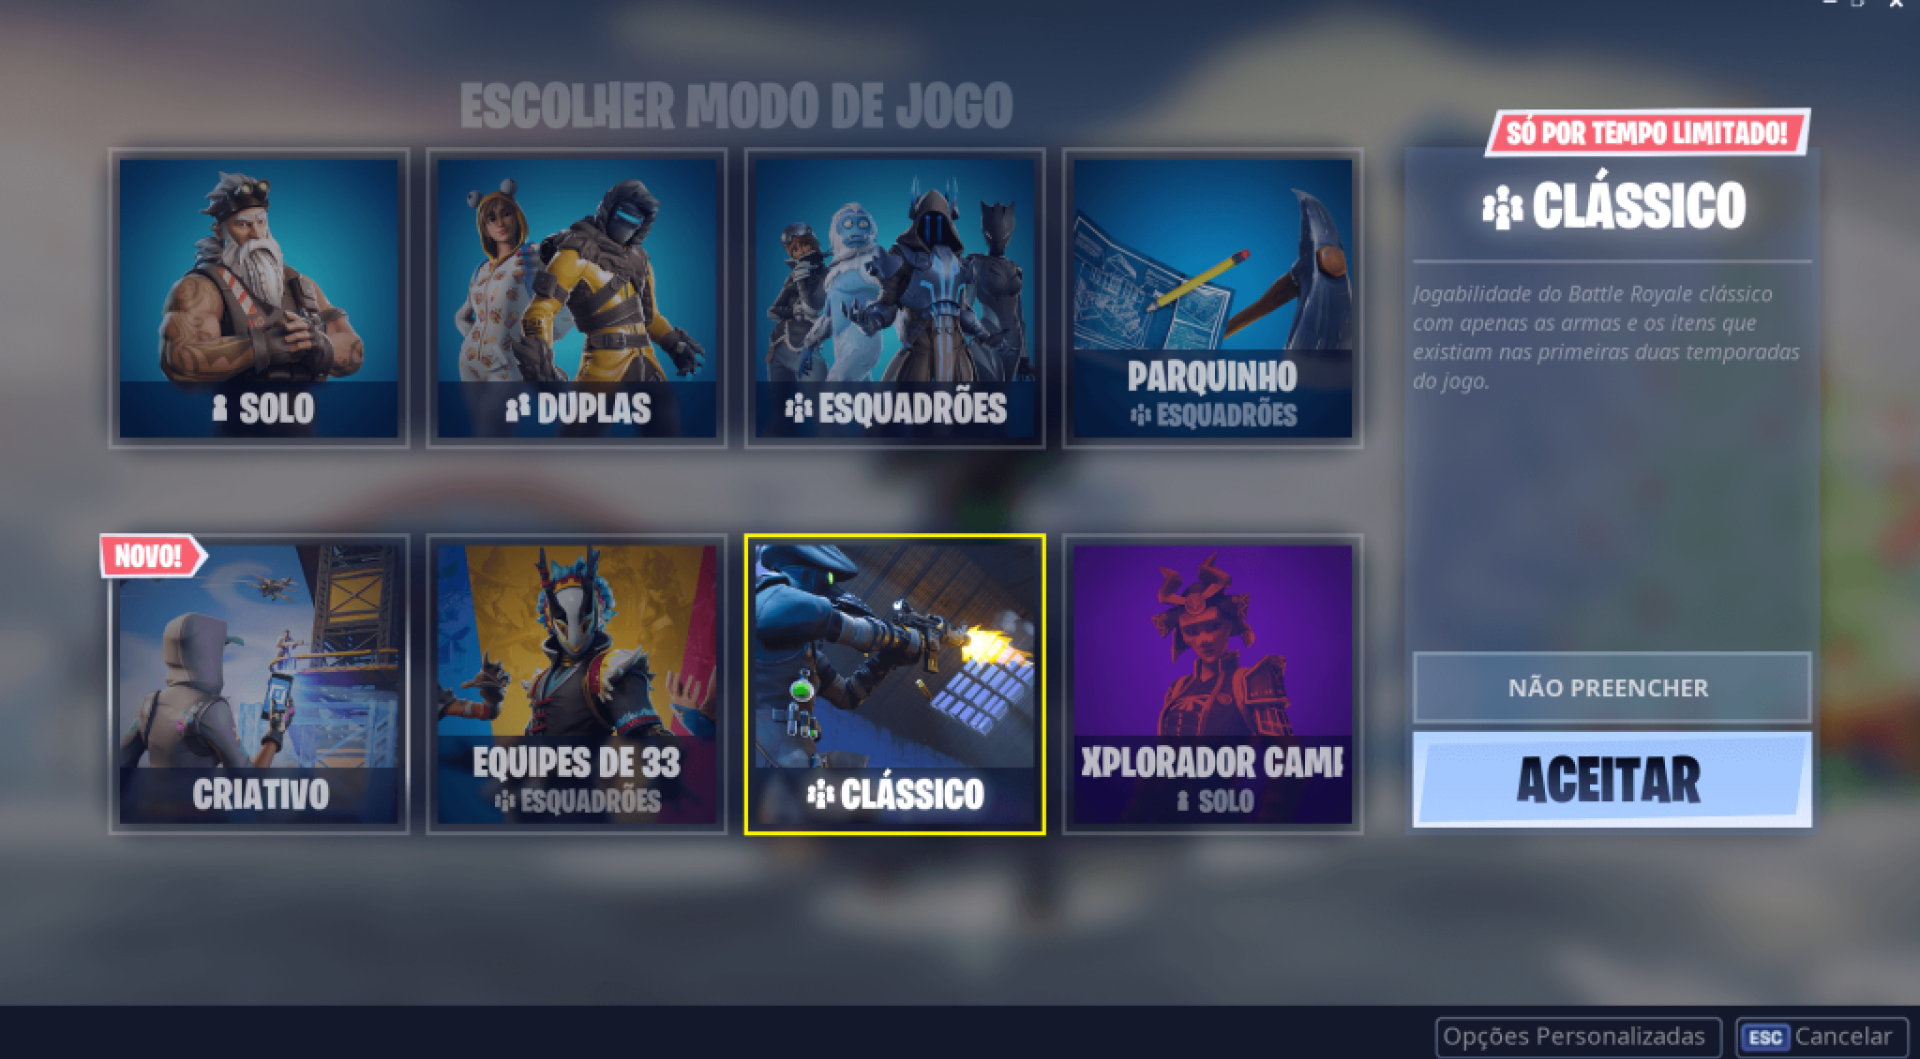 ESCOLHER MODO DE JOGO
SOLO
DUPLAS
ESQUADRÕES
PARQUINHO
ESQUADRÕES
NOVO!
CRIATIVO
EQUIPES DE 33
ESQUADRÕES
CLÁSSICO
XPLORADOR CAM
SOLO
SÓ POR TEMPO LIMITADO!
CLÁSSICO
Jogabilidade do Battle Royale clássico
com apenas as armas e os itens que
existiam nas primeiras duas temporadas
do jogo.
NÃO PREENCHER
ACEITAR
Opções Personalizadas
ESC Cancelar